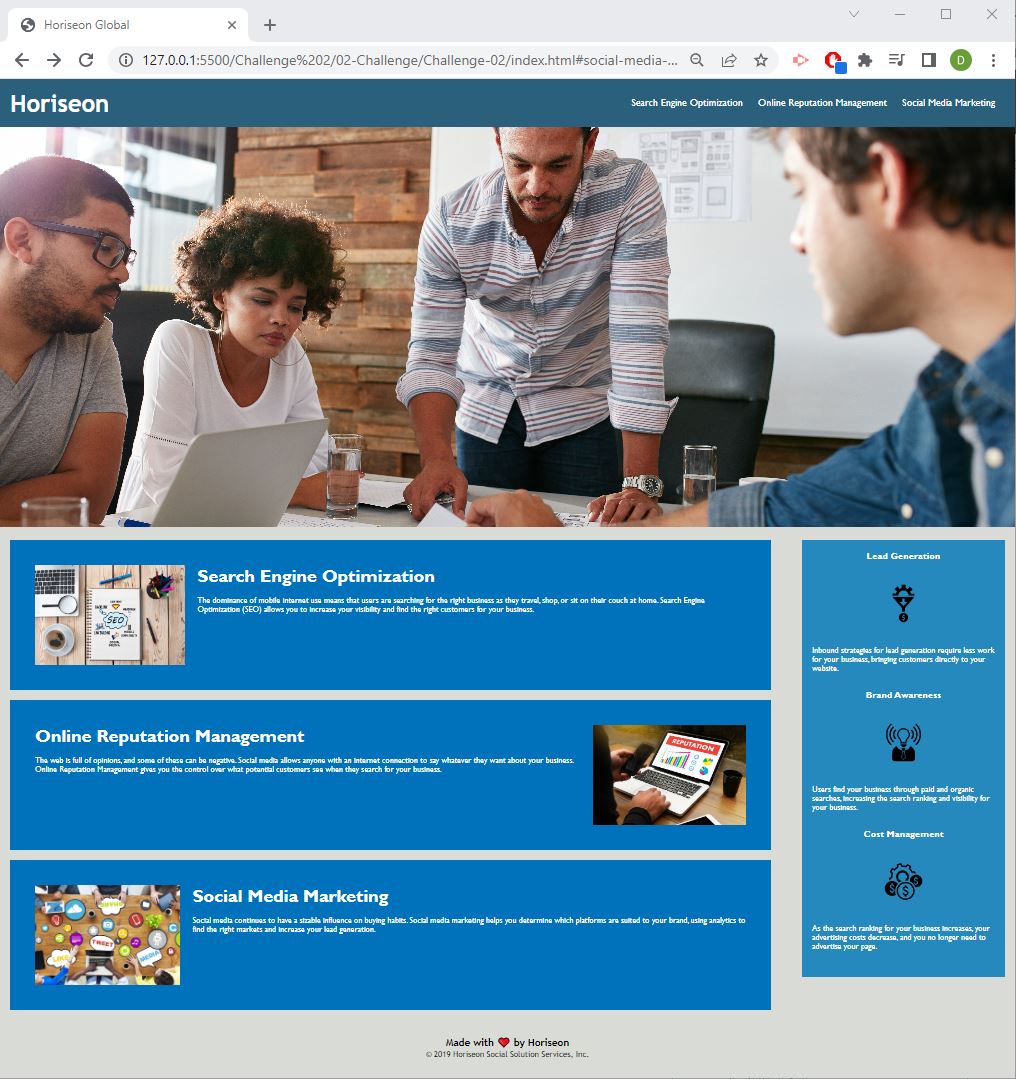 Horiseon Global
127.0.0.1:5500/Challenge%202/02-Challenge/Challenge-02/index.html#social-media-...
D
Horiseon
Search Engine Optimization
Online Reputation Management
Social Media Marketing
SEO
Search Engine Optimization
The dominance of mobile internet use means that users are searching for the right business as they travel, shop, or sit on their couch at home. Search Engine
Optimization (SEO) allows you to increase your visibility and find the right customers for your business.
Online Reputation Management
The web is full of opinions, and some of these can be negative. Social media allows anyone with an internet connection to say whatever they want about your business.
Online Reputation Management gives you the control over what potential customers see when they search for your business.
REPUTATION
TWEET
LIKE
MEDIA
Social Media Marketing
Social media continues to have a sizable influence on buying habits. Social media marketing helps you determine which platforms are suited to your brand, using analytics to
find the right markets and increase your lead generation.
Lead Generation
Inbound strategies for lead generation require less work
for your business, bringing customers directly to your
website.
Brand Awareness
Users find your business through paid and organic
searches, increasing the search ranking and visibility for
your business.
Cost Management
As the search ranking for your business increases, your
advertising costs decrease, and you no longer need to
advertise your page.
Made with ❤️ by Horiseon
© 2019 Horiseon Social Solution Services, Inc.